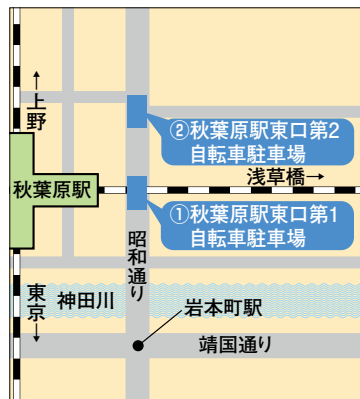 ←上野
②秋葉原駅東口第2
自転車駐車場
浅草橋→
秋葉原駅
①秋葉原駅東口第1
自転車駐車場
昭和通り
東京→
神田川
岩本町駅
靖国通り